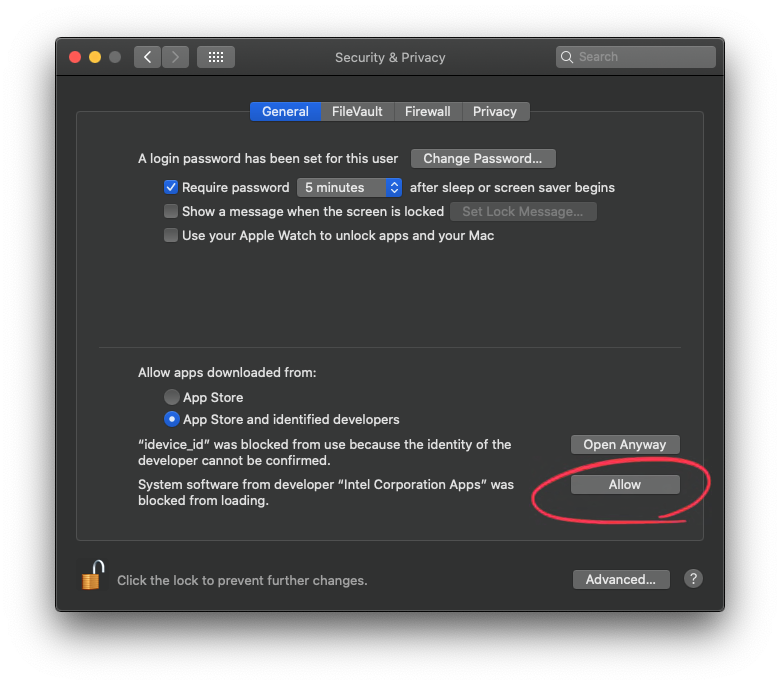 Security & Privacy
Search
General FileVault Firewall Privacy
A login password has been set for this user Change Password...
Require password 5 minutes after sleep or screen saver begins
Show a message when the screen is locked Set Lock Message...
Use your Apple Watch to unlock apps and your Mac
Allow apps downloaded from:
App Store
App Store and identified developers
“idevice_id” was blocked from use because the identity of the
developer cannot be confirmed.
Open Anyway
System software from developer “Intel Corporation Apps” was
blocked from loading.
Allow
Click the lock to prevent further changes.
Advanced...
?